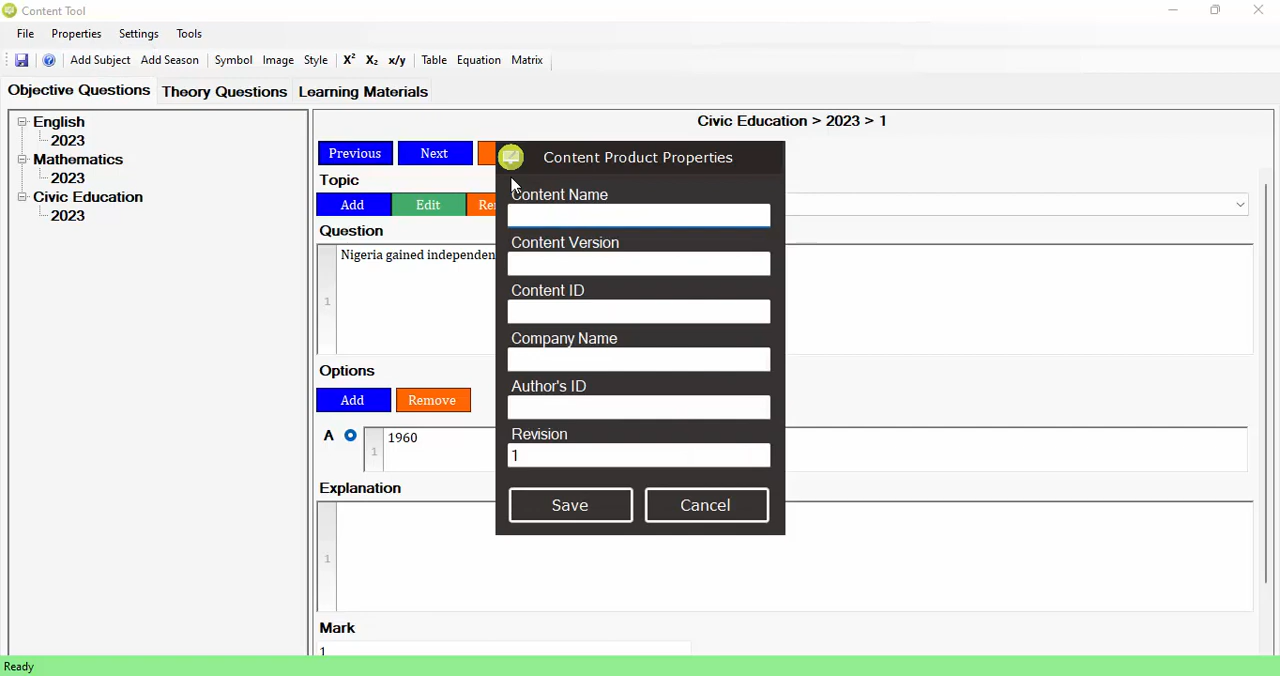 Content Tool
File Properties Settings Tools
Add Subject Add Season Symbol Image Style X² X₂ x/y Table Equation Matrix
Objective Questions Theory Questions Learning Materials
English
2023
Mathematics
2023
Civic Education
2023
Civic Education > 2023 > 1
Previous Next
Topic
Add Edit
Question
1 Nigeria gained
Options
Add Remove
A 1 1960
Explanation
1
Mark
1
Content Product Properties
Content Name
Content Version
Content ID
Company Name
Author's ID
Revision
1
Save Cancel
Ready